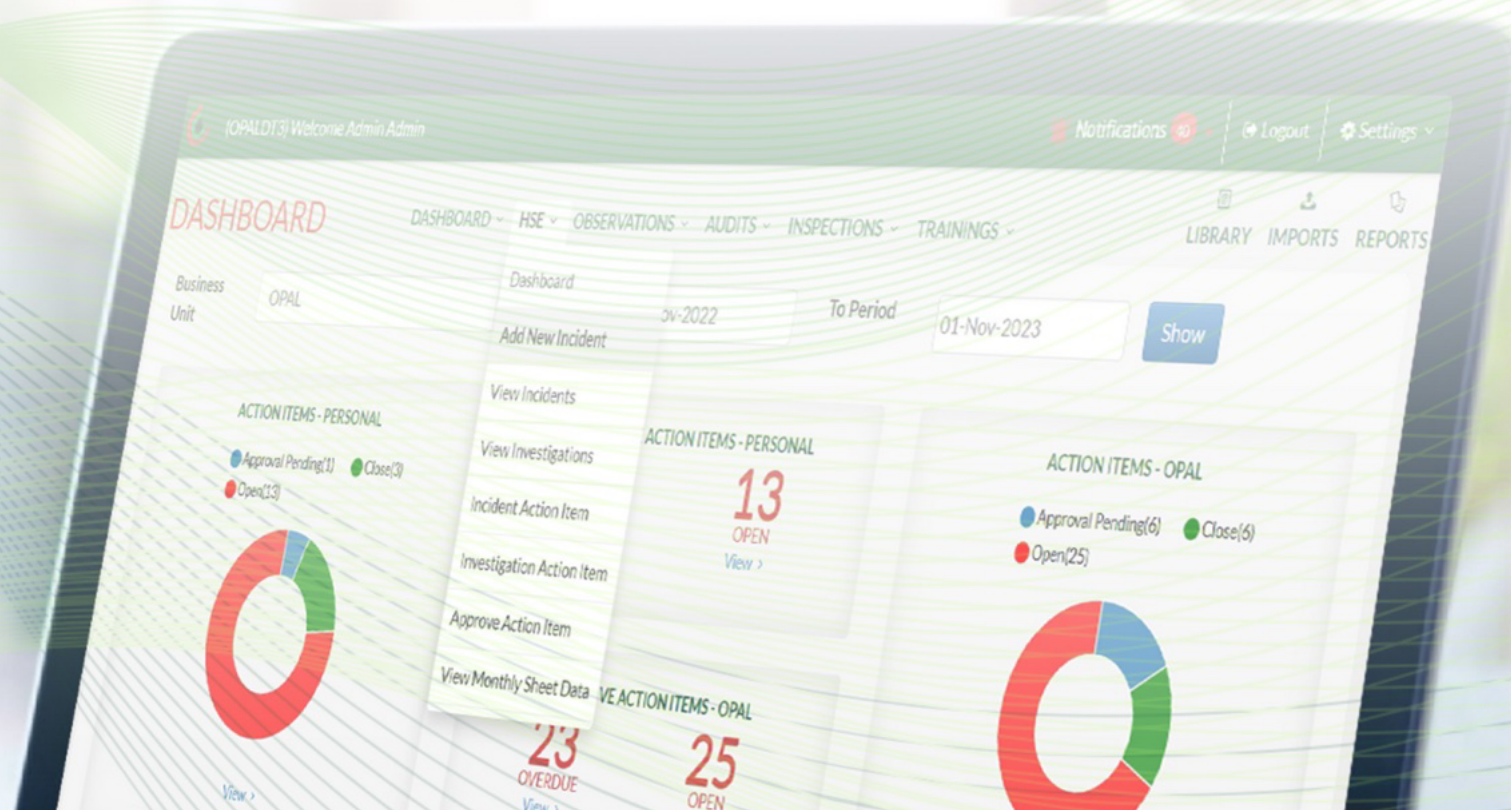 (OPALDT3) Welcome Admin Admin
Notifications 40
Logout
Settings
DASHBOARD
DASHBOARD
HSE
OBSERVATIONS
AUDITS
INSPECTIONS
TRAININGS
LIBRARY
IMPORTS
REPORTS
Business
Unit
OPAL
ov-2022
To Period
01-Nov-2023
Show
Dashboard
Add New Incident
View Incidents
View Investigations
Incident Action Item
Investigation Action Item
Approve Action Item
View Monthly Sheet Data
ACTION ITEMS - PERSONAL
Approval Pending(1)
Close(3)
Open(13)
View >
ACTION ITEMS - PERSONAL
13
OPEN
View >
ACTION ITEMS - OPAL
Approval Pending(6)
Close(6)
Open(25)
VE ACTION ITEMS - OPAL
23
OVERDUE
View >
25
OPEN